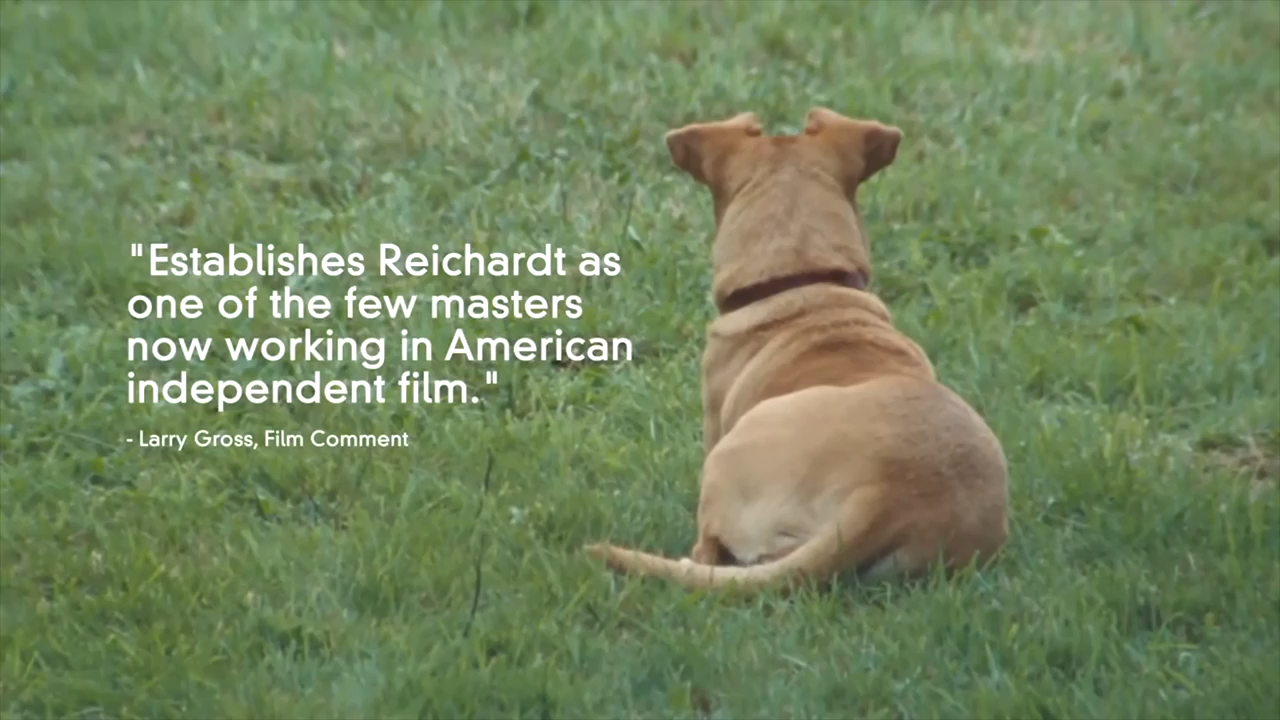 "Establishes Reichardt as
one of the few masters
now working in American
independent film."
- Larry Gross, Film Comment